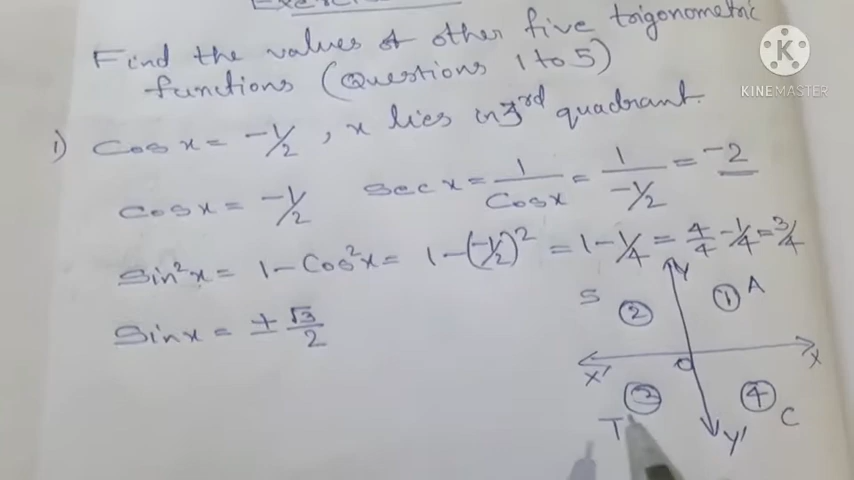 Find the values of other five trigonometric
functions (Questions 1 to 5)
K
KINEMASTER
1) Cos x = -1/2 , x lies in 3rd quadrant.
Cos x = -1/2 Sec x = 1/Cos x = 1/(-1/2) = -2
Sin²x = 1 - Cos²x = 1 - (-1/2)² = 1 - 1/4 = 4/4 - 1/4 = 3/4
Sin x = ± √3/2
Y
S 2 1 A
X' O X
3 4
T C
Y'